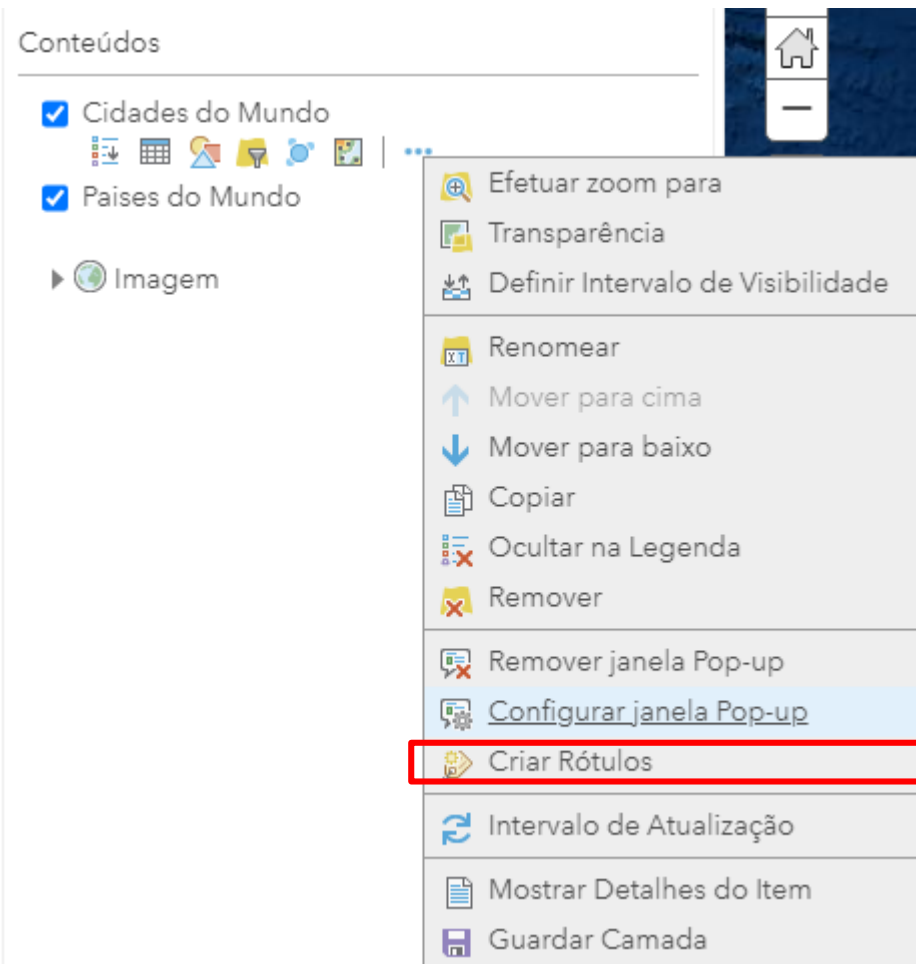 Conteúdos
Cidades do Mundo
Paises do Mundo
Imagem
Efetuar zoom para
Transparência
Definir Intervalo de Visibilidade
Renomear
Mover para cima
Mover para baixo
Copiar
Ocultar na Legenda
Remover
Remover janela Pop-up
Configurar janela Pop-up
Criar Rótulos
Intervalo de Atualização
Mostrar Detalhes do Item
Guardar Camada